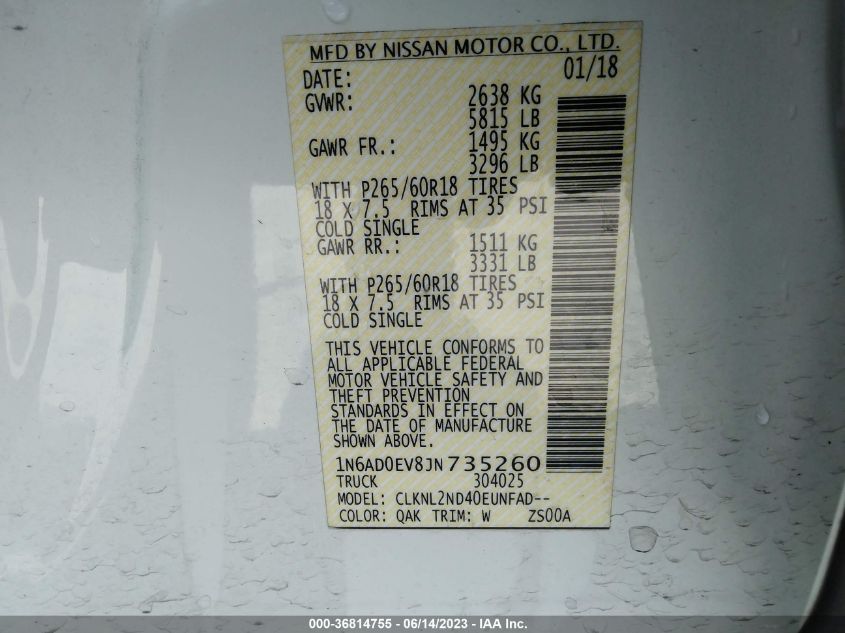 MFD BY NISSAN MOTOR CO., LTD.
DATE: 01/18
GVWR: 2638 KG
5815 LB
GAWR FR.: 1495 KG
3296 LB
WITH P265/60R18 TIRES
18 X 7.5 RIMS AT 35 PSI
COLD SINGLE
GAWR RR.: 1511 KG
3331 LB
WITH P265/60R18 TIRES
18 X 7.5 RIMS AT 35 PSI
COLD SINGLE
THIS VEHICLE CONFORMS TO
ALL APPLICABLE FEDERAL
MOTOR VEHICLE SAFETY AND
THEFT PREVENTION
STANDARDS IN EFFECT ON
THE DATE OF MANUFACTURE
SHOWN ABOVE.
1N6AD0EV8JN735260
TRUCK 304025
MODEL: CLKNL2ND40EUNFAD--
COLOR: QAK TRIM: W ZS00A
000-36814755 - 06/14/2023 - IAA Inc.